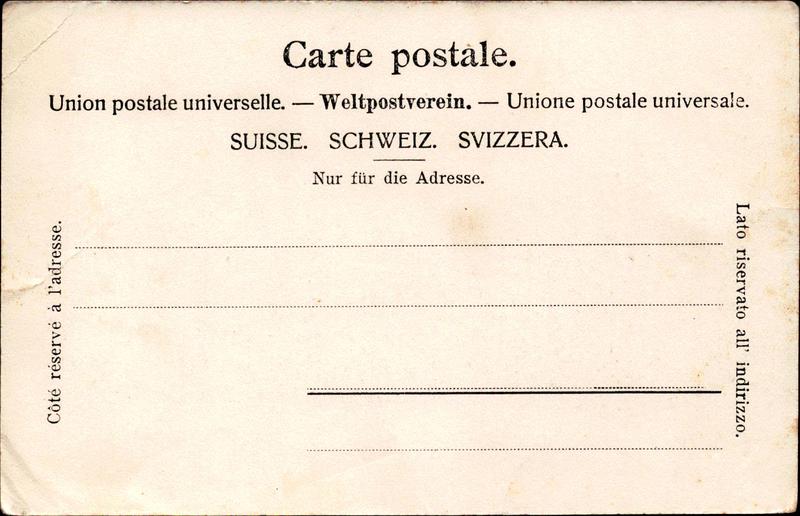 Carte postale.
Union postale universelle. — Weltpostverein. — Unione postale universale.
SUISSE. SCHWEIZ. SVIZZERA.
Nur für die Adresse.
Côté réservé à l'adresse.
Lato riservato all' indirizzo.